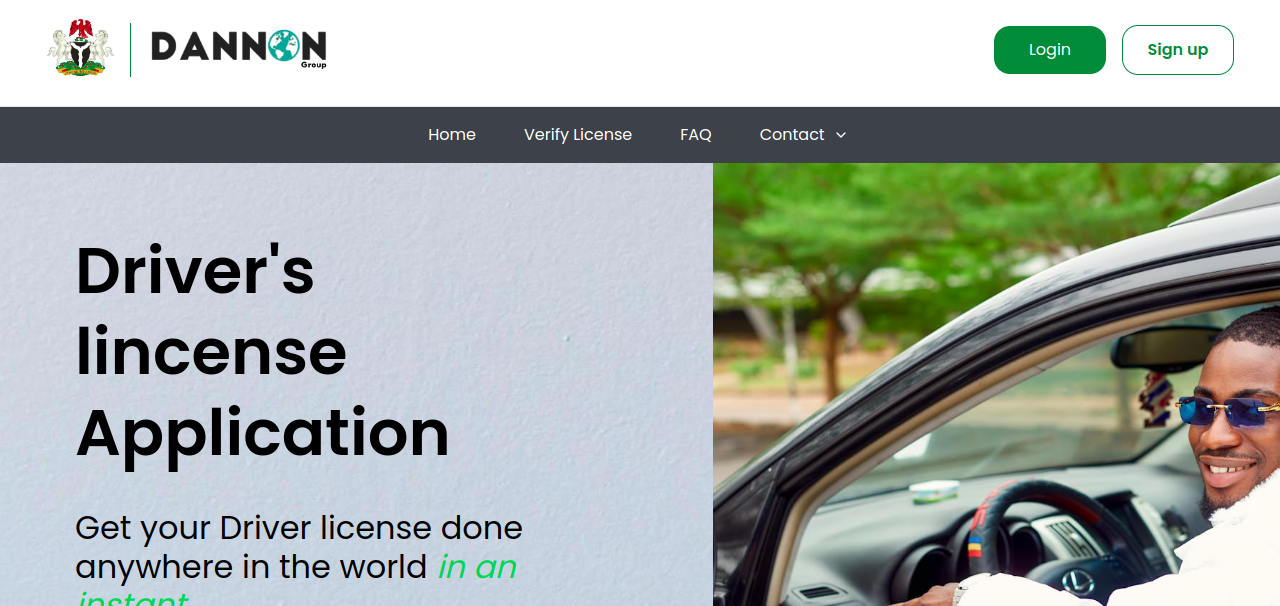 DANNON
Group
Login
Sign up
Home
Verify License
FAQ
Contact
Driver's
lincense
Application
Get your Driver license done
anywhere in the world in an
instant